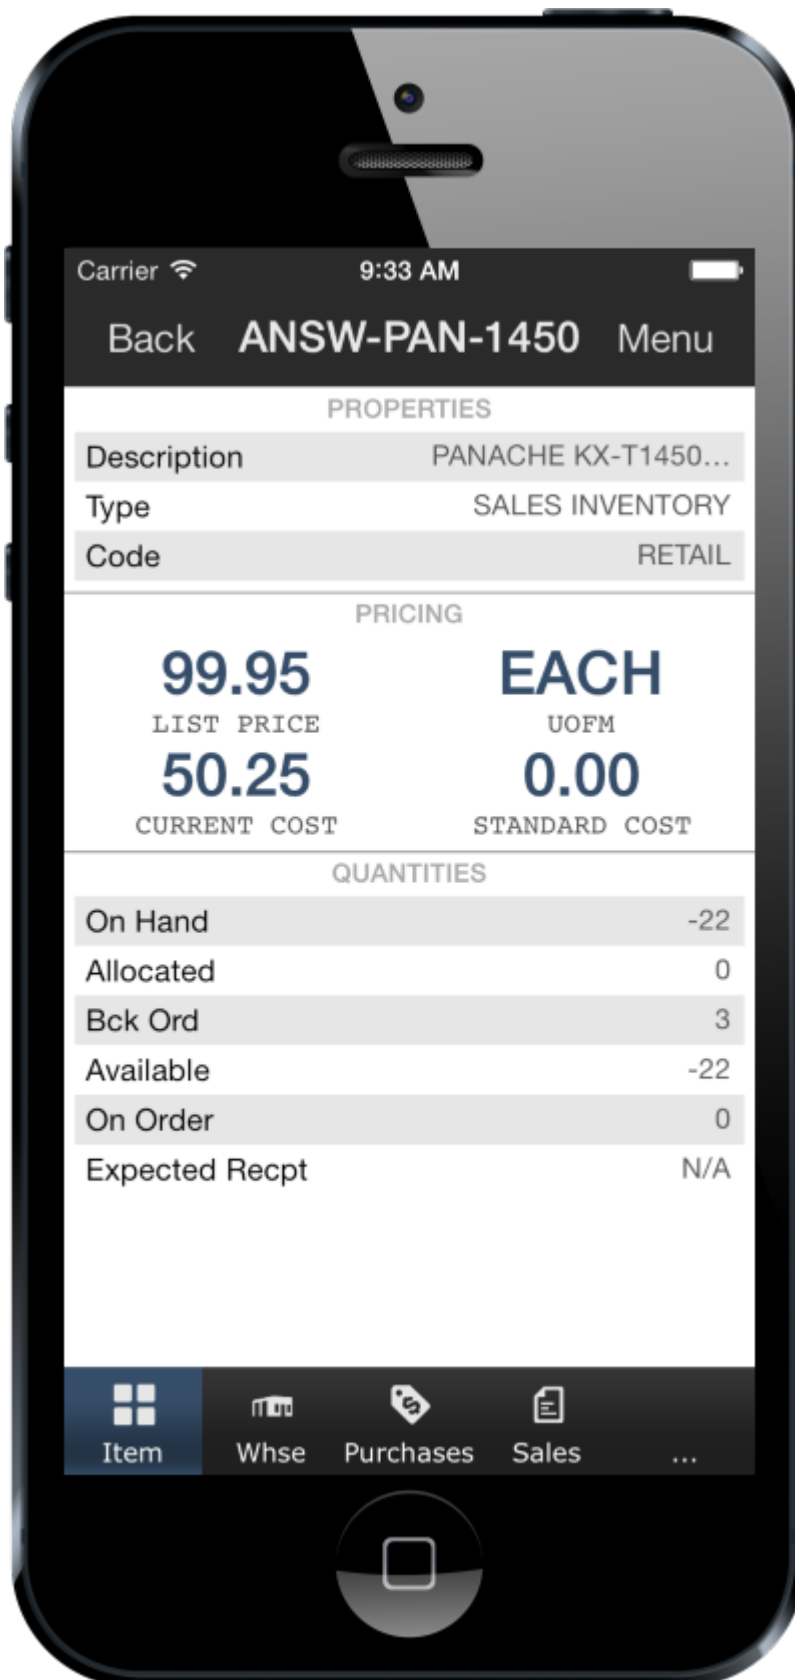 Carrier 9:33 AM
Back ANSW-PAN-1450 Menu
PROPERTIES
Description PANACHE KX-T1450...
Type SALES INVENTORY
Code RETAIL
PRICING
99.95 EACH
LIST PRICE UOFM
50.25 0.00
CURRENT COST STANDARD COST
QUANTITIES
On Hand -22
Allocated 0
Bck Ord 3
Available -22
On Order 0
Expected Recpt N/A
Item Whse Purchases Sales ...